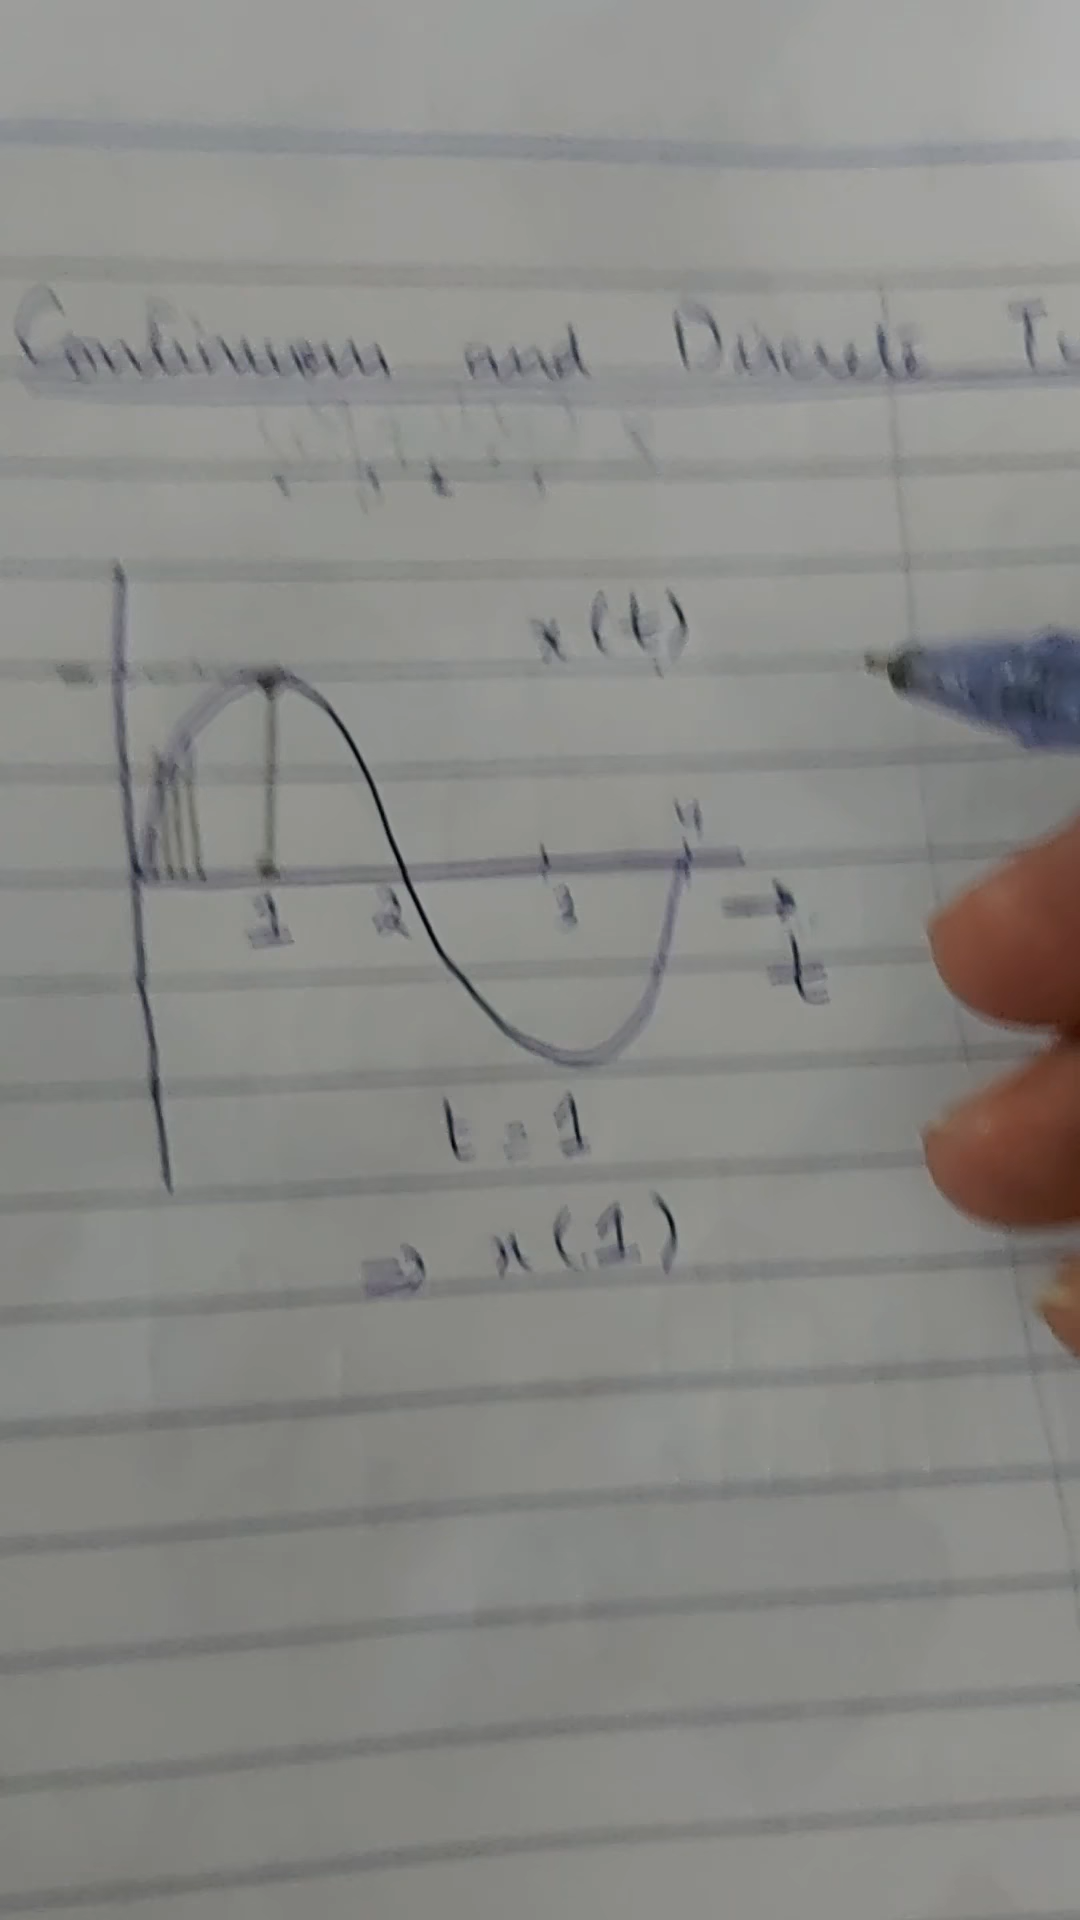 Continuous and Discrete
x(t)
4
1 2 3
t
t = 1
⇒ x(1)